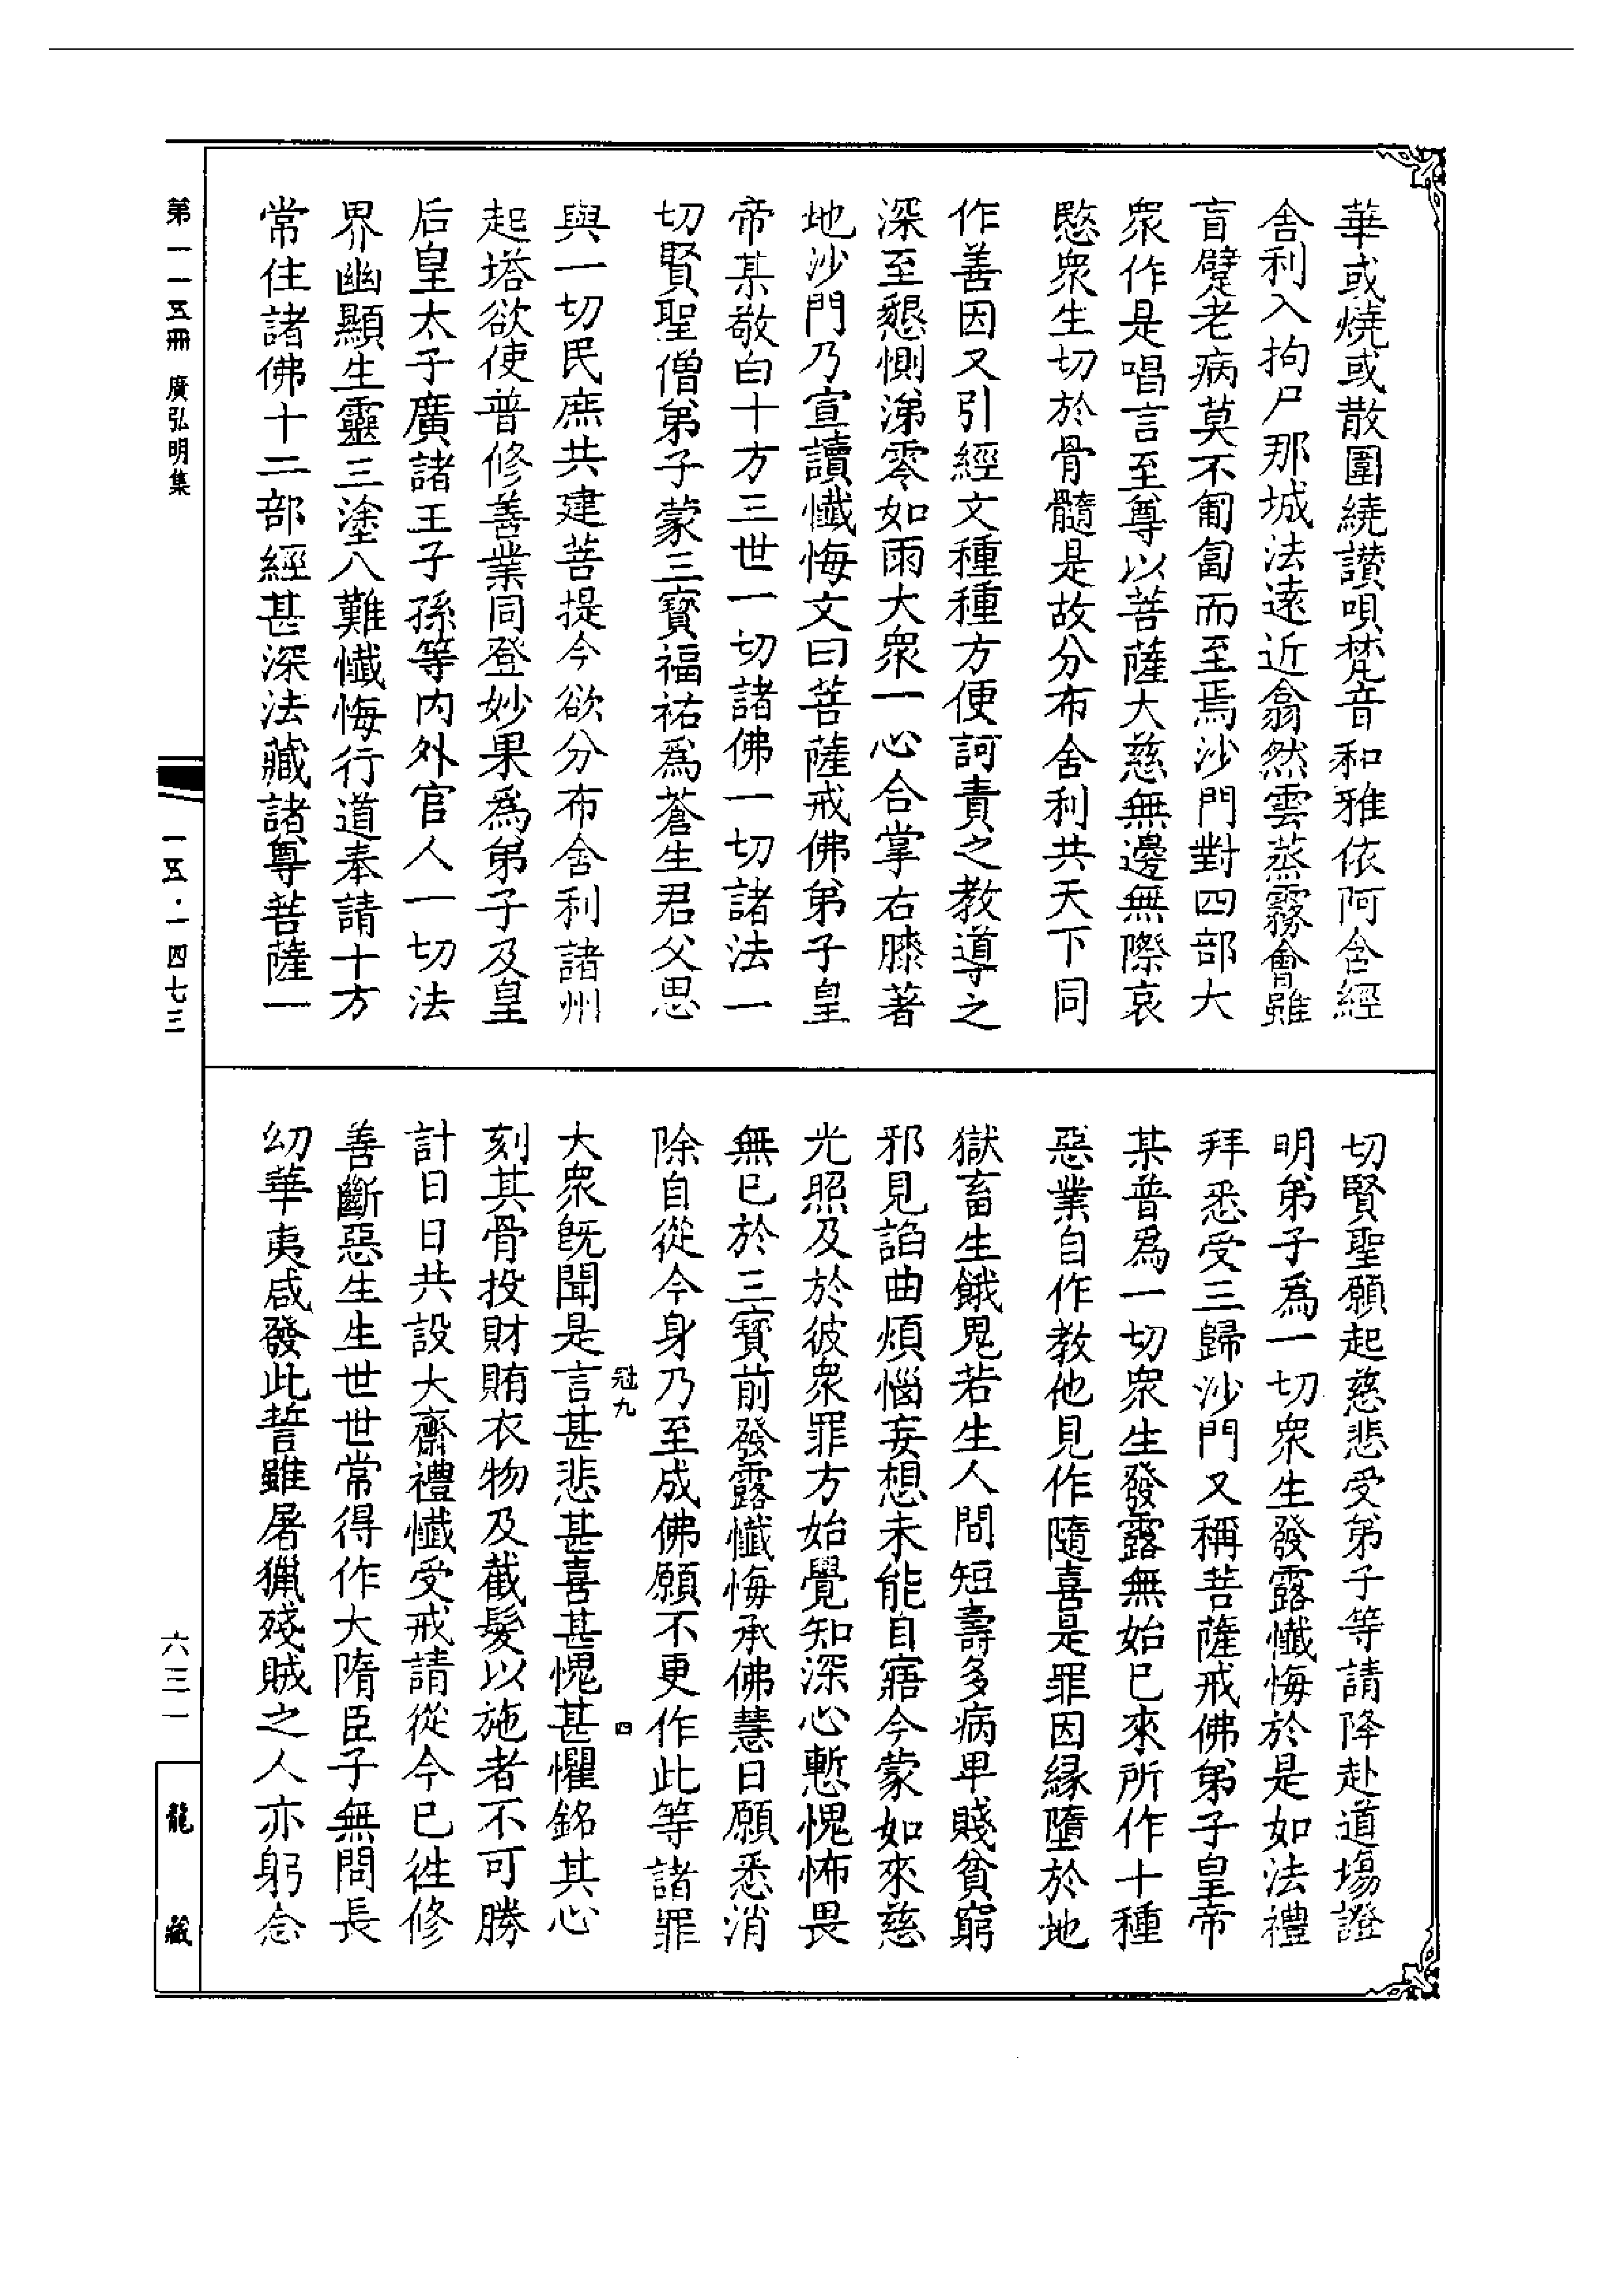 華或燒或散圍繞讃唄梵音和雅依阿含經
舍利入拘尸那城法遠近翕然雲蒸霧會雖
盲躄老病莫不匍匐而至焉沙門對四部大
衆作是唱言至尊以菩薩大慈無邊無際哀
愍衆生切於骨髓是故分布舍利共天下同
作善因又引經文種種方便訶責之教導之
深至懇惻涕零如雨大衆一心合掌右膝著
地沙門乃宣讀懺悔文曰菩薩戒佛弟子皇
帝某敬白十方三世一切諸佛一切諸法一
切賢聖僧弟子蒙三寶福祐爲蒼生君父思
與一切民庶共建菩提今欲分布舍利諸州
起塔欲使普修善業同登妙果爲弟子及皇
后皇太子廣諸王子孫等內外官人一切法
界幽顯生靈三塗八難懺悔行道奉請十方
常住諸佛十二部經甚深法藏諸尊菩薩一
切賢聖願起慈悲受弟子等請降赴道場證
明弟子爲一切衆生發露懺悔於是如法禮
拜悉受三歸沙門又稱菩薩戒佛弟子皇帝
某普爲一切衆生發露無始已來所作十種
惡業自作教他見作隨喜是罪因緣墮於地
獄畜生餓鬼若生人間短壽多病卑賤貧窮
邪見諂曲煩惱妄想未能自寤今蒙如來慈
光照及於彼衆罪方始覺知深心慙愧怖畏
無已於三寶前發露懺悔承佛慧日願悉消
除自從今身乃至成佛願不更作此等諸罪
冠九 四
大衆旣聞是言甚悲甚喜甚愧甚懼銘其心
刻其骨投財賄衣物及截髮以施者不可勝
計日日共設大齋禮懺受戒請從今已徃修
善斷惡生生世世常得作大隋臣子無問長
幼華夷咸發此誓雖屠獵殘賊之人亦躬念
第一一五冊 廣弘明集
一五·一四七三
六三一
龍藏